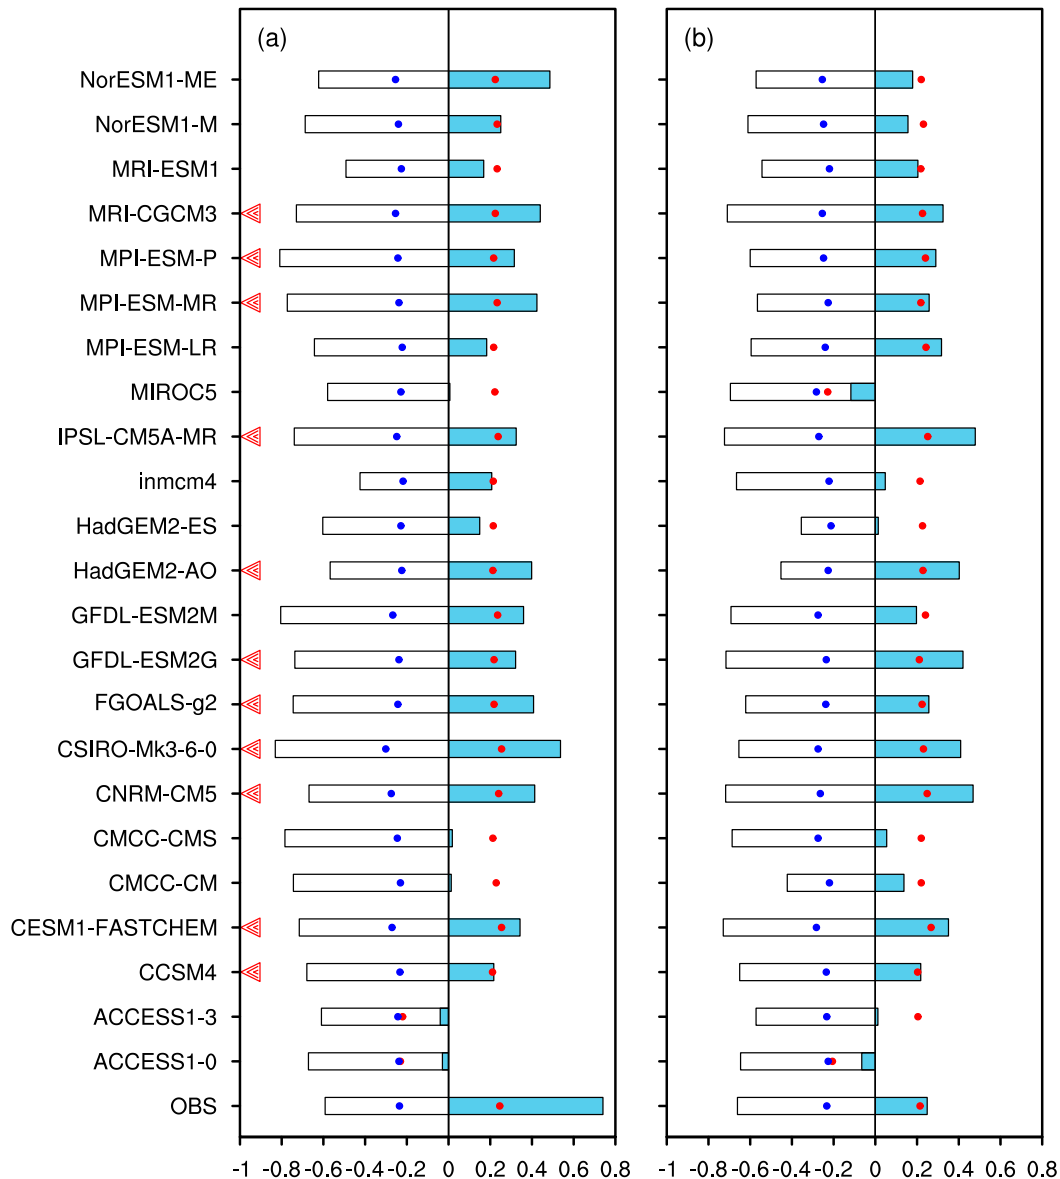 (a) (b)
NorESM1-ME
NorESM1-M
MRI-ESM1
MRI-CGCM3
MPI-ESM-P
MPI-ESM-MR
MPI-ESM-LR
MIROC5
IPSL-CM5A-MR
inmcm4
HadGEM2-ES
HadGEM2-AO
GFDL-ESM2M
GFDL-ESM2G
FGOALS-g2
CSIRO-Mk3-6-0
CNRM-CM5
CMCC-CMS
CMCC-CM
CESM1-FASTCHEM
CCSM4
ACCESS1-3
ACCESS1-0
OBS
-1 -0.8 -0.6 -0.4 -0.2 0 0.2 0.4 0.6 0.8 -1 -0.8 -0.6 -0.4 -0.2 0 0.2 0.4 0.6 0.8